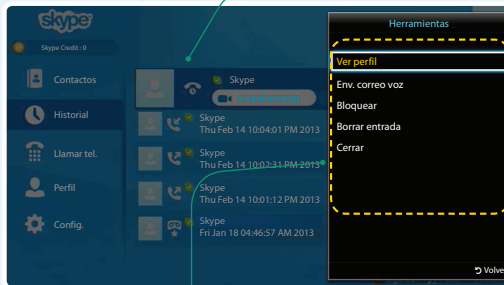 skype
Skype Credit : 0
Contactos
Historial
Llamar tel.
Perfil
Config.
Skype
Skype
Thu Feb 14 10:04:01 PM 2013
Skype
Thu Feb 14 10:02:31 PM 2013
Skype
Thu Feb 14 10:01:12 PM 2013
Skype
Fri Jan 18 04:46:57 AM 2013
Herramientas
Ver perfil
Env. correo voz
Bloquear
Borrar entrada
Cerrar
Volve